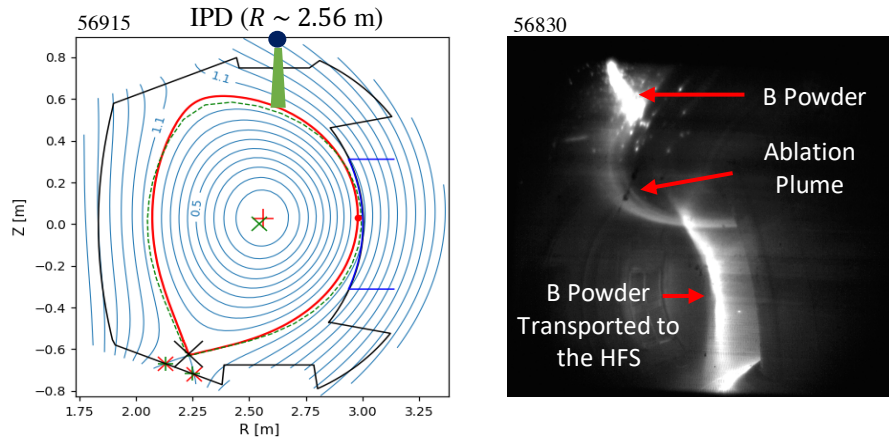 56915
IPD (R ~ 2.56 m)
0.8
0.6
0.4
0.2
0.0
−0.2
−0.4
−0.6
−0.8
Z [m]
1.1
1.1
0.5
1.75
2.00
2.25
2.50
2.75
3.00
3.25
R [m]
56830
B Powder
Ablation
Plume
B Powder
Transported to
the HFS